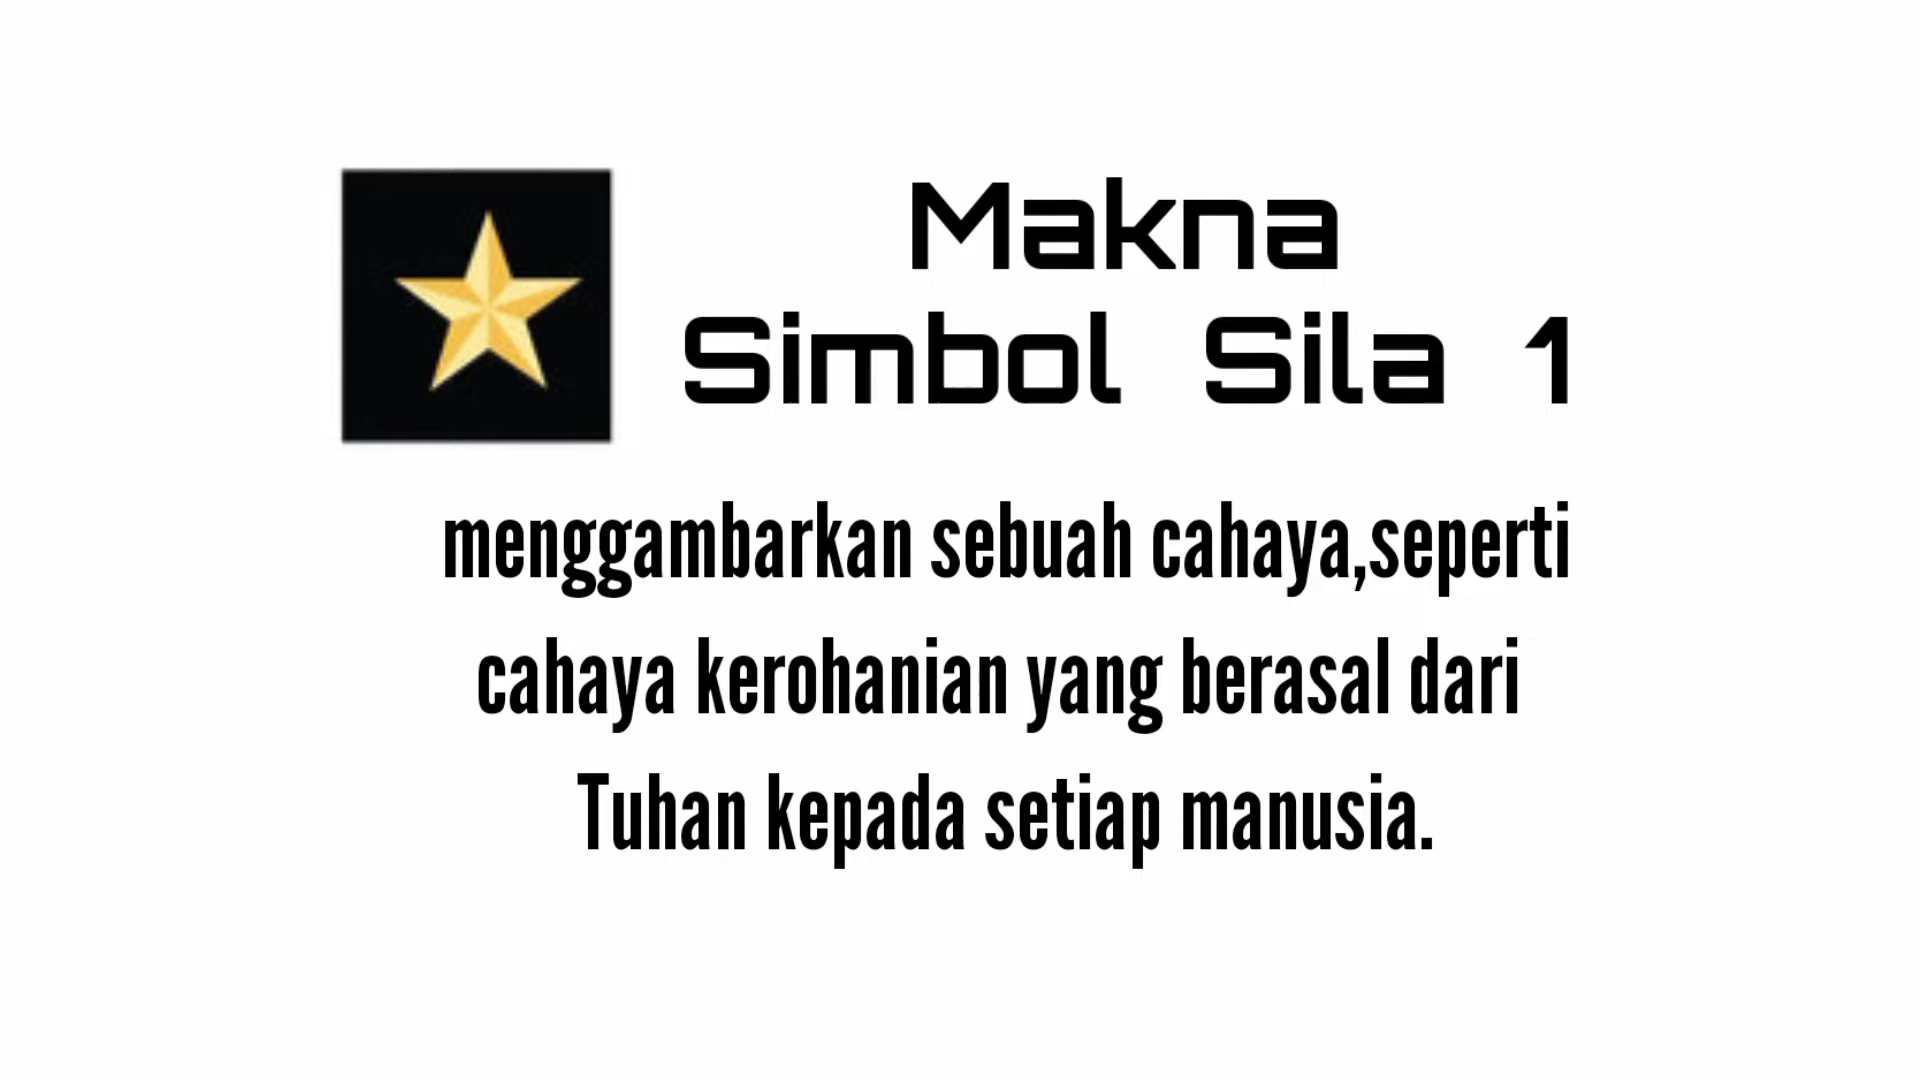 Makna
Simbol Sila 1
menggambarkan sebuah cahaya,seperti
cahaya kerohanian yang berasal dari
Tuhan kepada setiap manusia.